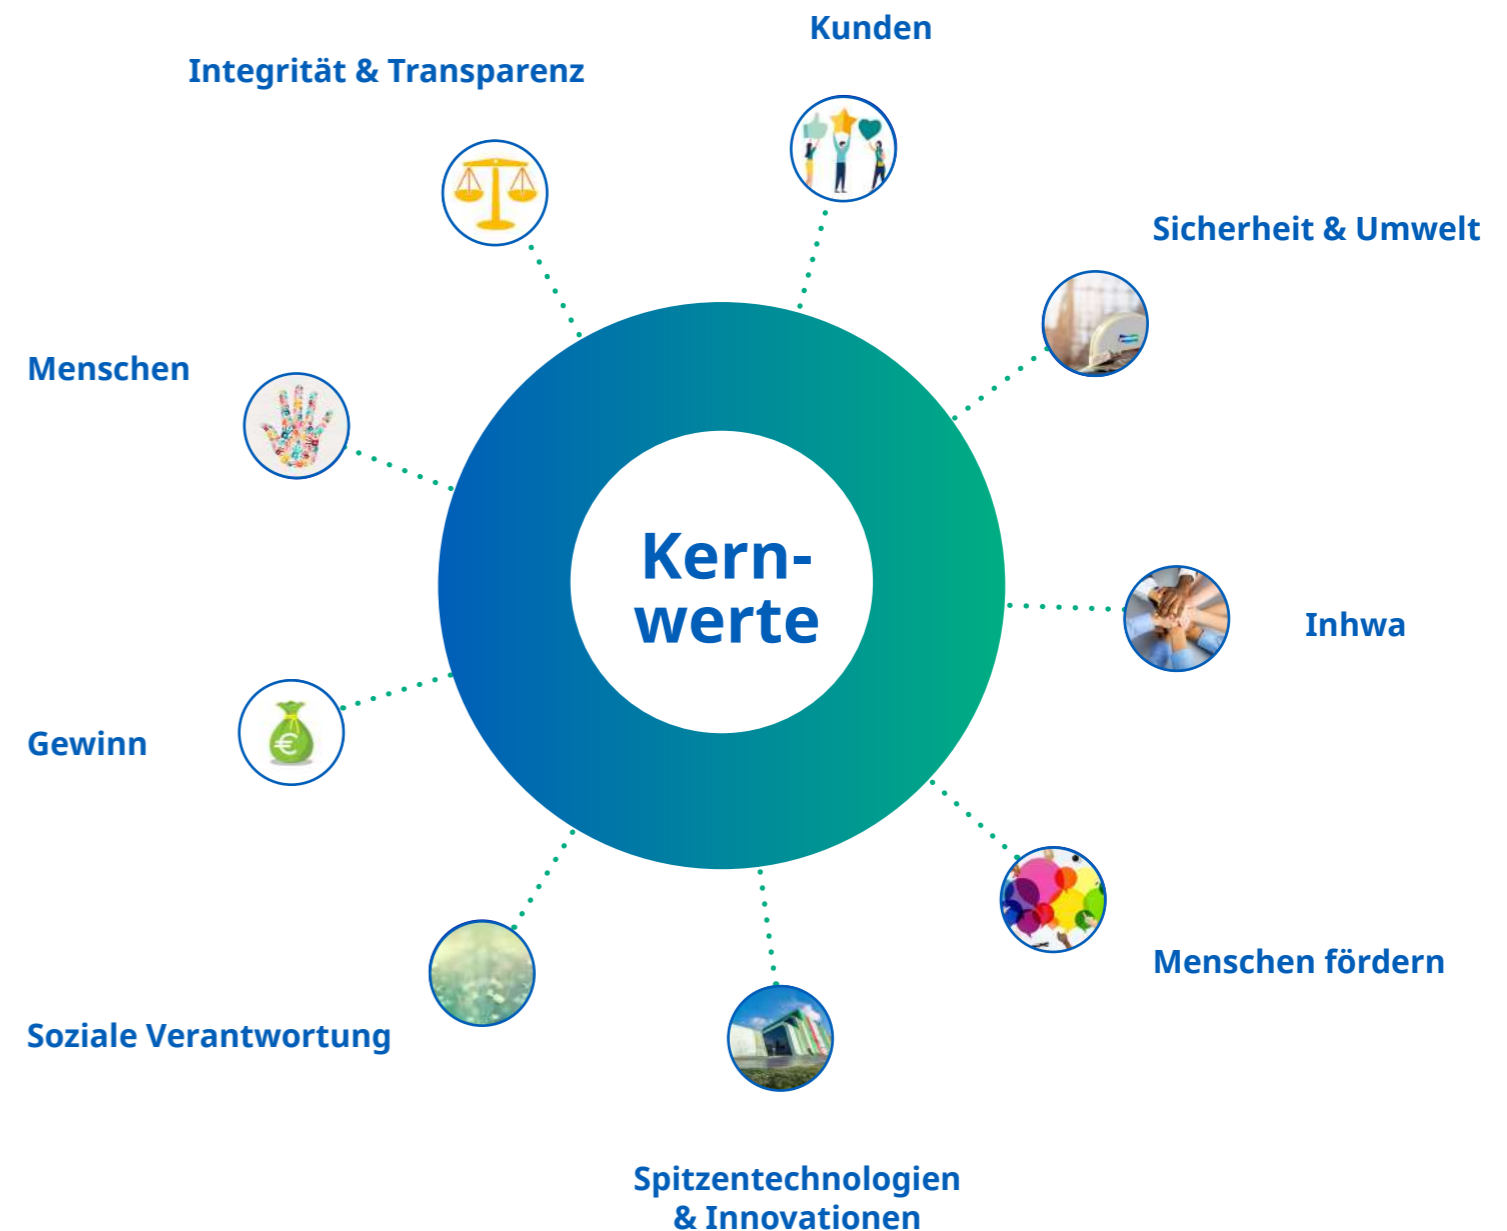 Kunden
Integrität & Transparenz
Sicherheit & Umwelt
Menschen
Kern-
werte
Inhwa
Gewinn
€
Menschen fördern
Soziale Verantwortung
Spitzentechnologien
& Innovationen